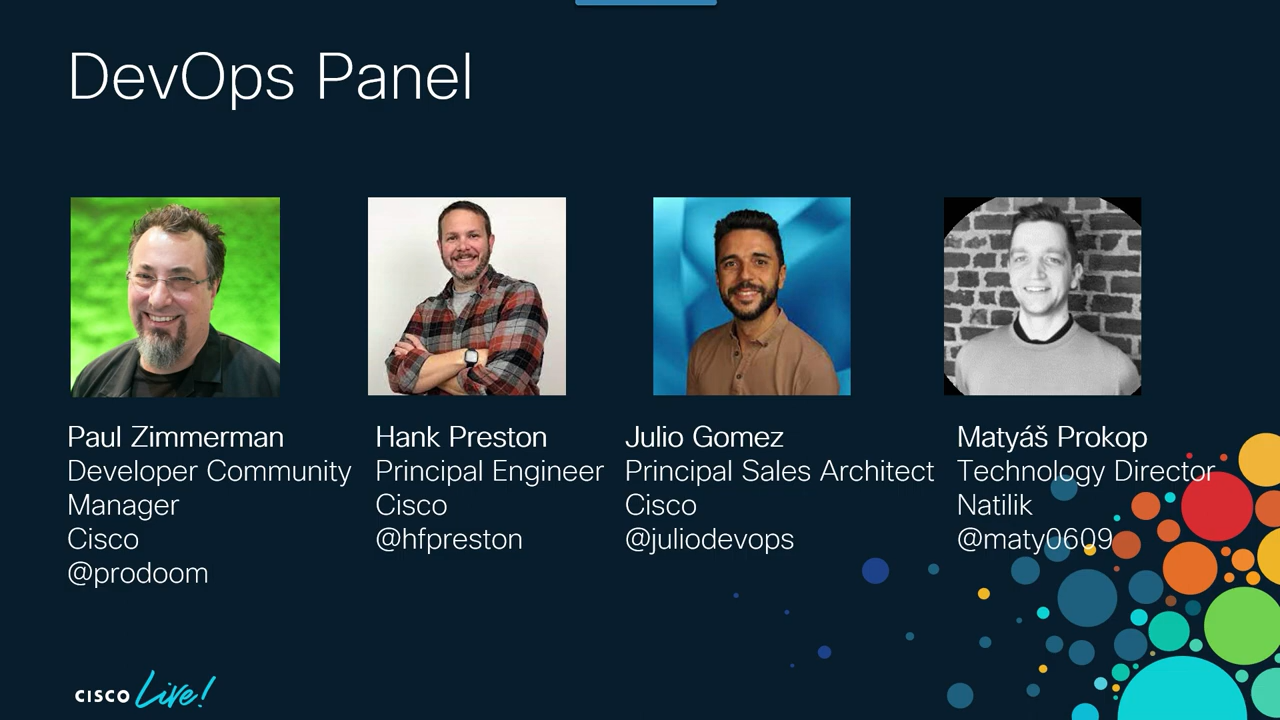 DevOps Panel
Paul Zimmerman
Developer Community
Manager
Cisco
@prodoom
Hank Preston
Principal Engineer
Cisco
@hfpreston
Julio Gomez
Principal Sales Architect
Cisco
@juliodevops
Matyáš Prokop
Technology Director
Natilik
@maty0609
CISCO Live!